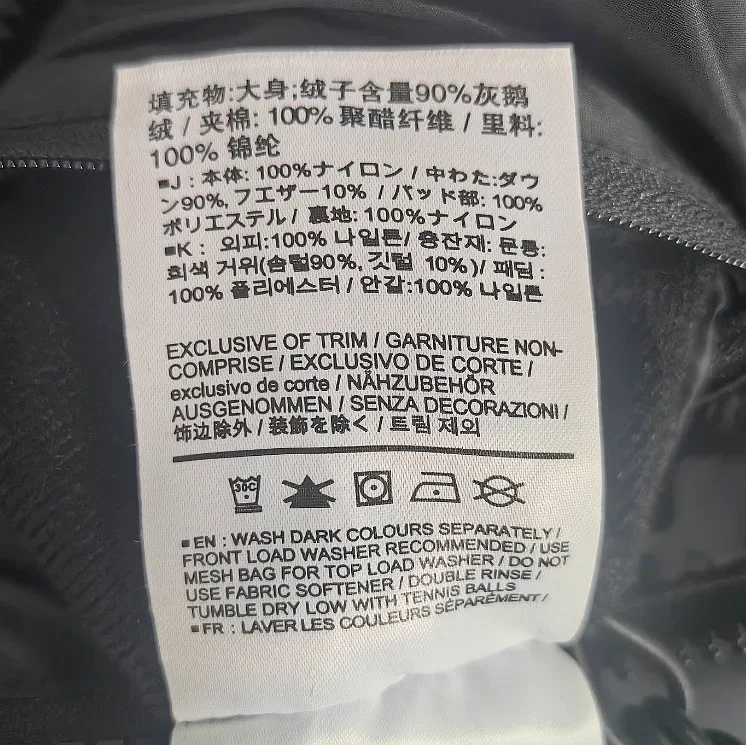 填充物:大身;绒子含量90%灰鹅
绒 / 夹棉: 100% 聚醋纤维 / 里料:
100% 锦纶
■J : 本体: 100%ナイロン / 中わた:ダウ
ン90%, フエザー10% / パッド部: 100%
ポリエステル / 裏地: 100%ナイロン
■K : 외피:100% 나일론/ 충전재: 몸통:
회색 거위(솜털90%, 깃털 10%)/ 패딩 :
100% 폴리에스터 / 안감:100% 나일론
EXCLUSIVE OF TRIM / GARNITURE NON-
COMPRISE / EXCLUSIVO DE CORTE /
exclusivo de corte / NÄHZUBEHÖR
AUSGENOMMEN / SENZA DECORAZIONI /
饰边除外 / 装飾を除く / 트림 제외
30C
■EN : WASH DARK COLOURS SEPARATELY /
FRONT LOAD WASHER RECOMMENDED / USE
MESH BAG FOR TOP LOAD WASHER / DO NOT
USE FABRIC SOFTENER / DOUBLE RINSE /
TUMBLE DRY LOW WITH TENNIS BALLS
■FR : LAVER LES COULEURS SÉPARÉMENT /